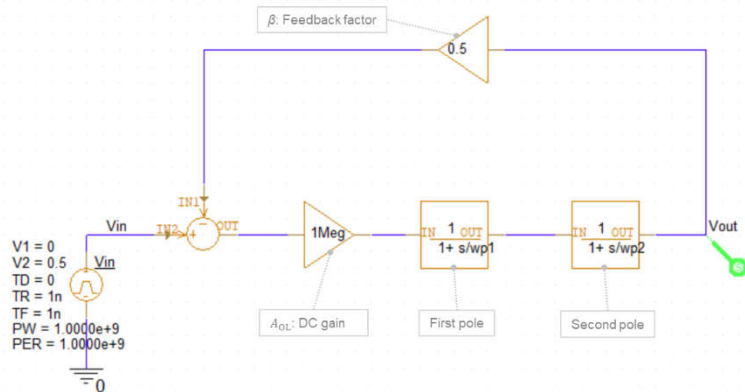 β: Feedback factor
0.5
IN1
Vin
IN2
OUT
1Meg
1
IN OUT
1+ s/wp1
1
IN OUT
1+ s/wp2
Vout
V1 = 0
V2 = 0.5
TD = 0
TR = 1n
TF = 1n
PW = 1.0000e+9
PER = 1.0000e+9
Vin
A_OL: DC gain
First pole
Second pole
0